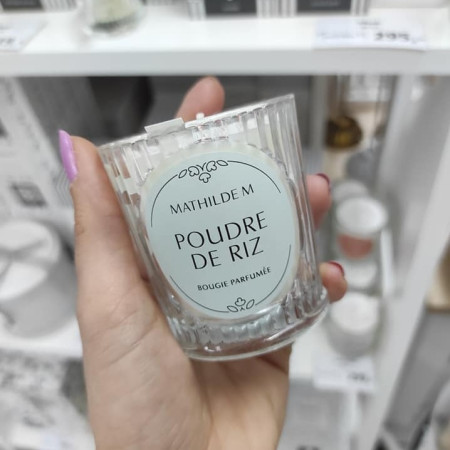 MATHILDE M
POUDRE
DE RIZ
BOUGIE PARFUMÉE